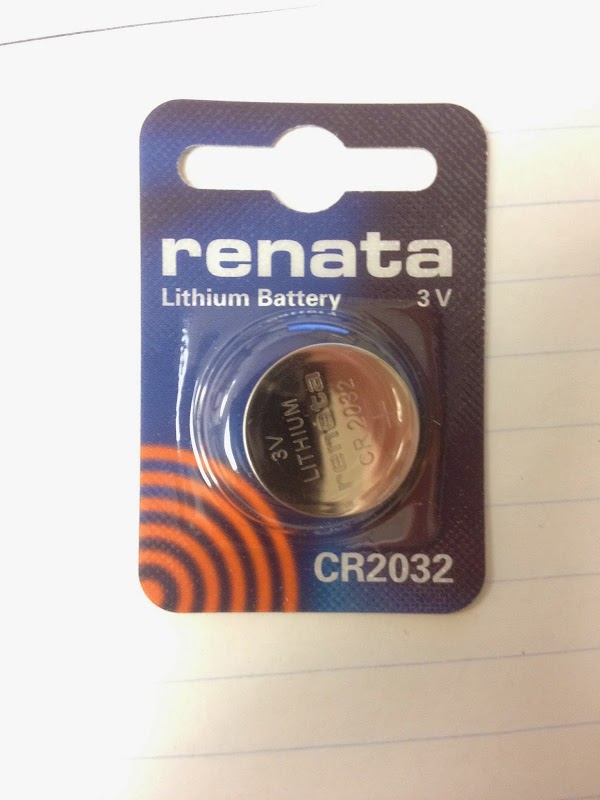 renata
Lithium Battery 3 V
3V
LITHIUM
renata
CR 2032
+
CR2032